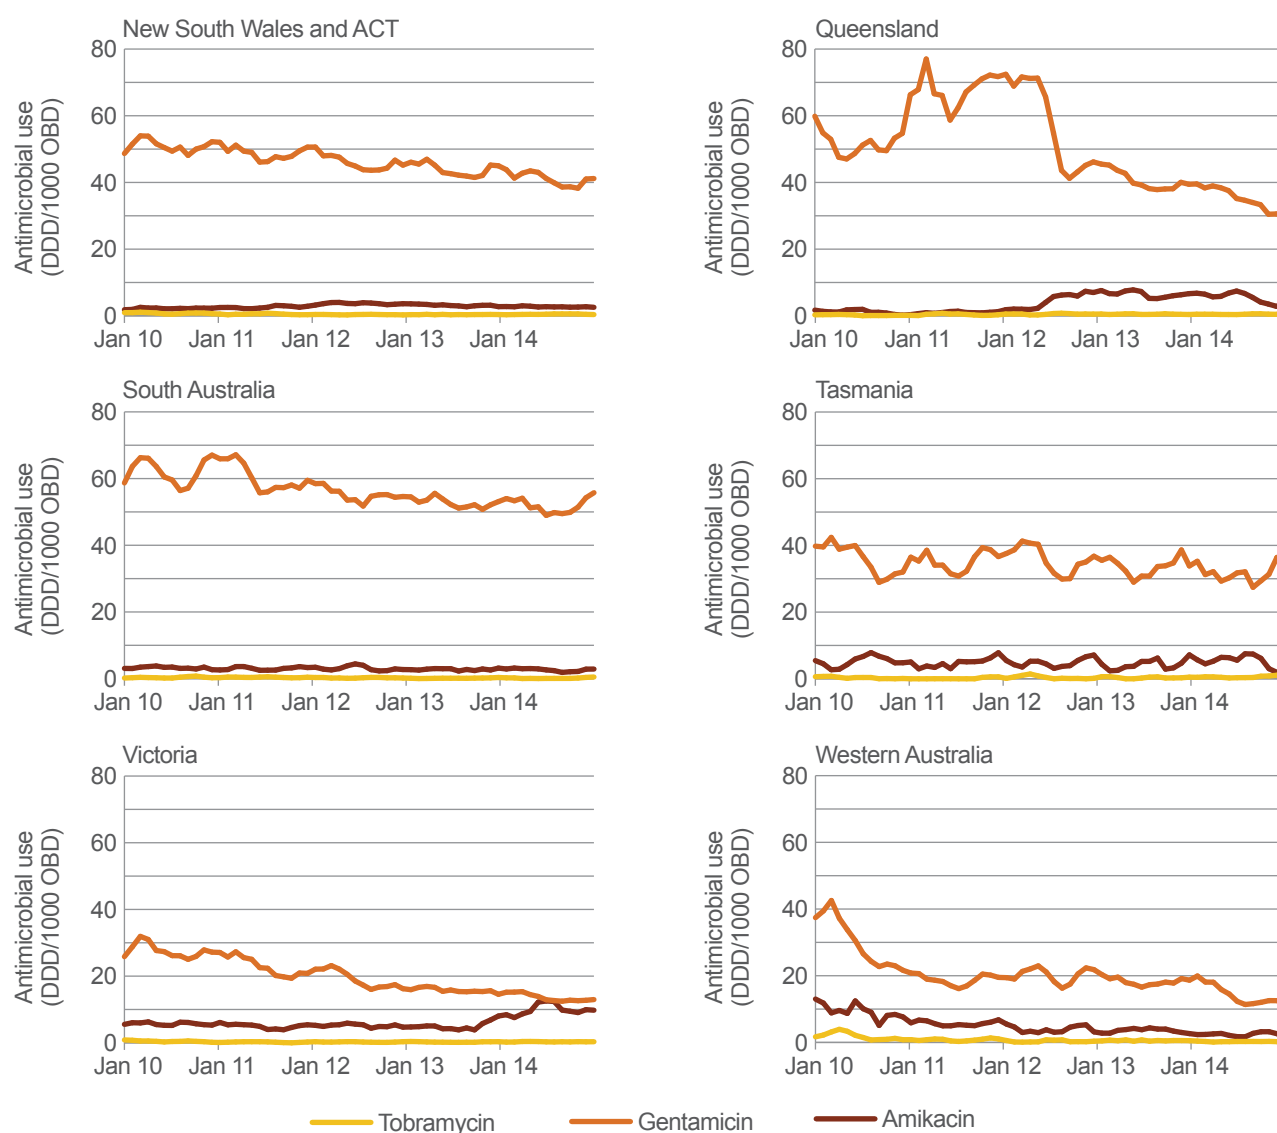 New South Wales and ACT
Antimicrobial use
(DDD/1000 OBD)
80
60
40
20
0
Jan 10
Jan 11
Jan 12
Jan 13
Jan 14
Queensland
Antimicrobial use
(DDD/1000 OBD)
80
60
40
20
0
Jan 10
Jan 11
Jan 12
Jan 13
Jan 14
South Australia
Antimicrobial use
(DDD/1000 OBD)
80
60
40
20
0
Jan 10
Jan 11
Jan 12
Jan 13
Jan 14
Tasmania
Antimicrobial use
(DDD/1000 OBD)
80
60
40
20
0
Jan 10
Jan 11
Jan 12
Jan 13
Jan 14
Victoria
Antimicrobial use
(DDD/1000 OBD)
80
60
40
20
0
Jan 10
Jan 11
Jan 12
Jan 13
Jan 14
Western Australia
Antimicrobial use
(DDD/1000 OBD)
80
60
40
20
0
Jan 10
Jan 11
Jan 12
Jan 13
Jan 14
Tobramycin
Gentamicin
Amikacin